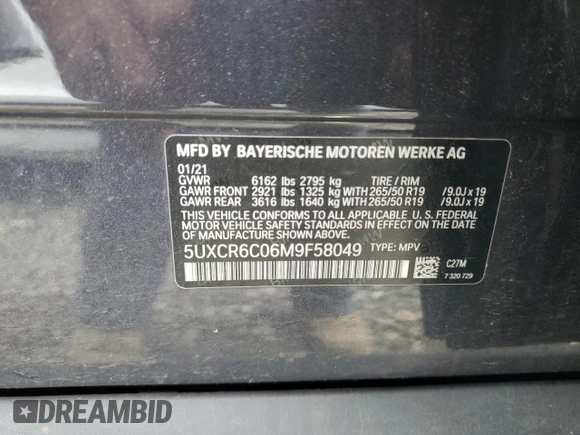 MFD BY BAYERISCHE MOTOREN WERKE AG
01/21
GVWR 6162 lbs 2795 kg TIRE / RIM
GAWR FRONT 2921 lbs 1325 kg WITH 265/50 R19 /9.0J x 19
GAWR REAR 3616 lbs 1640 kg WITH 265/50 R19 /9.0J x 19
THIS VEHICLE CONFORMS TO ALL APPLICABLE U. S. FEDERAL
MOTOR VEHICLE SAFETY STANDARDS IN EFFECT ON THE
DATE OF MANUFACTURE SHOWN ABOVE.
5UXCR6C06M9F58049 TYPE: MPV
C27M
7 320 729
DREAMBID